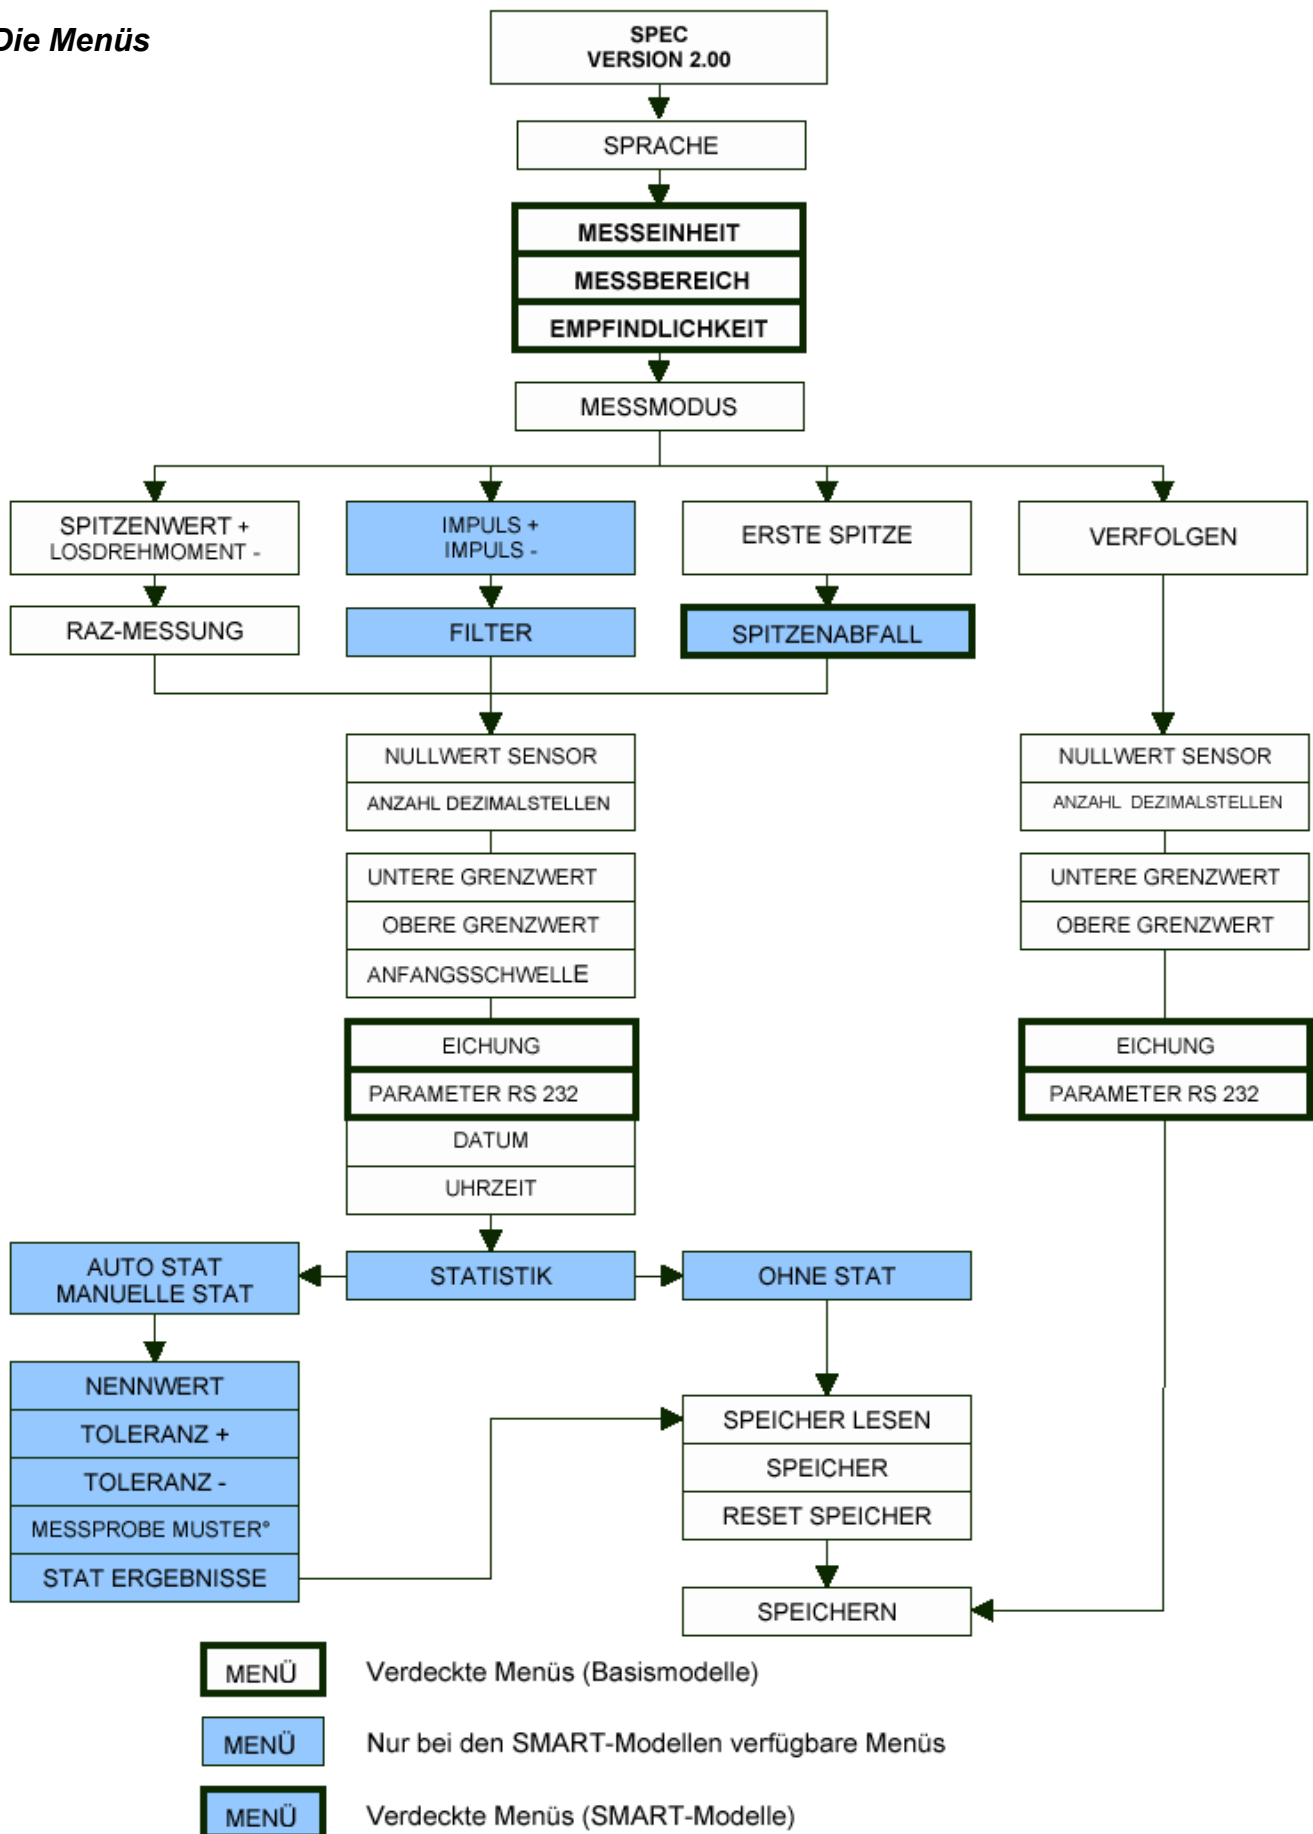 Die Menüs
SPEC
VERSION 2.00
SPRACHE
MESSEINHEIT
MESSBEREICH
EMPFINDLICHKEIT
MESSMODUS
SPITZENWERT +
LOSDREHMOMENT -
IMPULS +
IMPULS -
ERSTE SPITZE
VERFOLGEN
RAZ-MESSUNG
FILTER
SPITZENABFALL
NULLWERT SENSOR
ANZAHL DEZIMALSTELLEN
UNTERE GRENZWERT
OBERE GRENZWERT
ANFANGSSCHWELLE
EICHUNG
PARAMETER RS 232
DATUM
UHRZEIT
NULLWERT SENSOR
ANZAHL DEZIMALSTELLEN
UNTERE GRENZWERT
OBERE GRENZWERT
EICHUNG
PARAMETER RS 232
AUTO STAT
MANUELLE STAT
STATISTIK
OHNE STAT
NENNWERT
TOLERANZ +
TOLERANZ -
MESSPROBE MUSTER°
STAT ERGEBNISSE
SPEICHER LESEN
SPEICHER
RESET SPEICHER
SPEICHERN
MENÜ Verdeckte Menüs (Basismodelle)
MENÜ Nur bei den SMART-Modellen verfügbare Menüs
MENÜ Verdeckte Menüs (SMART-Modelle)